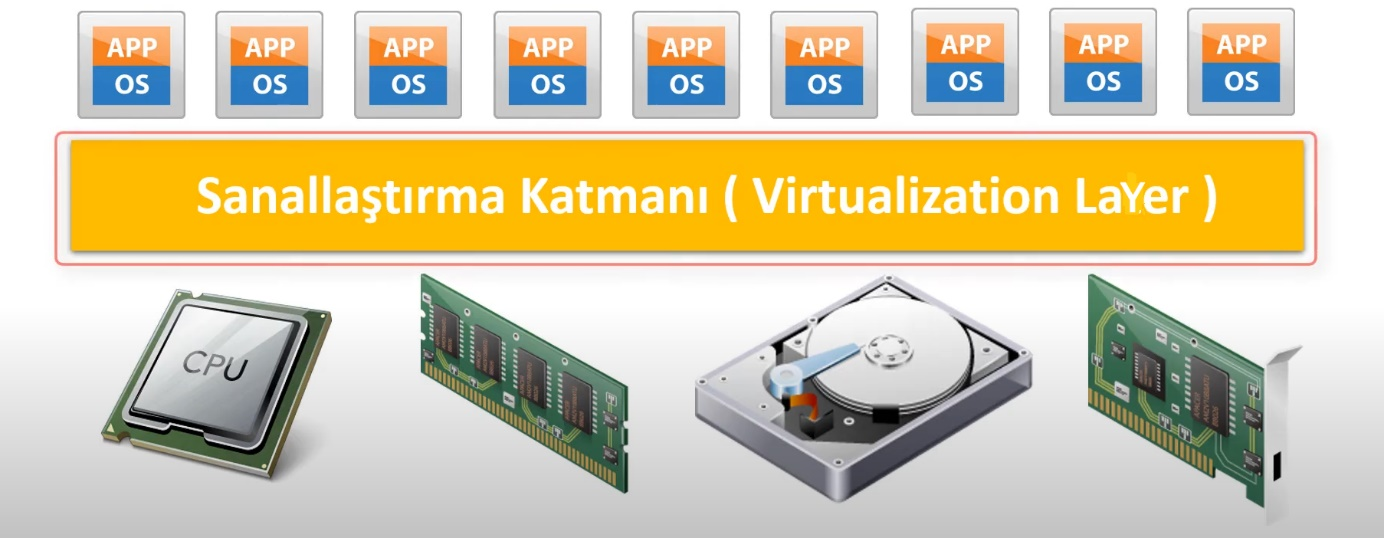 APP APP APP APP APP APP APP APP APP
OS OS OS OS OS OS OS OS OS
Sanallaştırma Katmanı ( Virtualization LaYer )
CPU